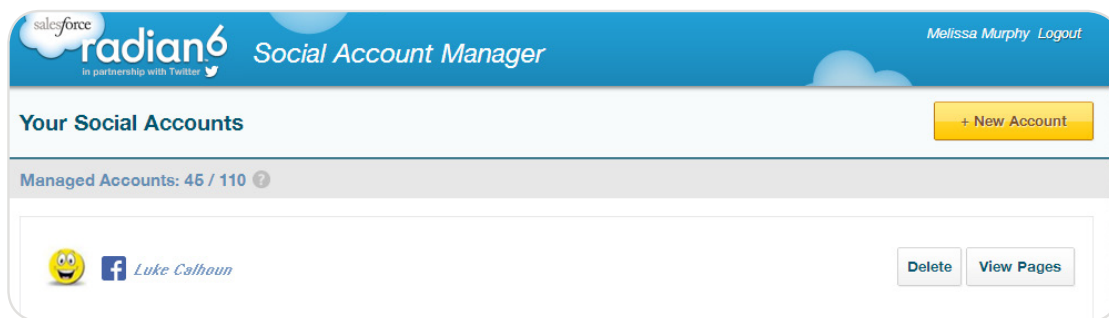 salesforce
radian6
in partnership with Twitter
Social Account Manager
Melissa Murphy Logout
Your Social Accounts
+ New Account
Managed Accounts: 45 / 110 ?
Luke Calhoun
Delete
View Pages